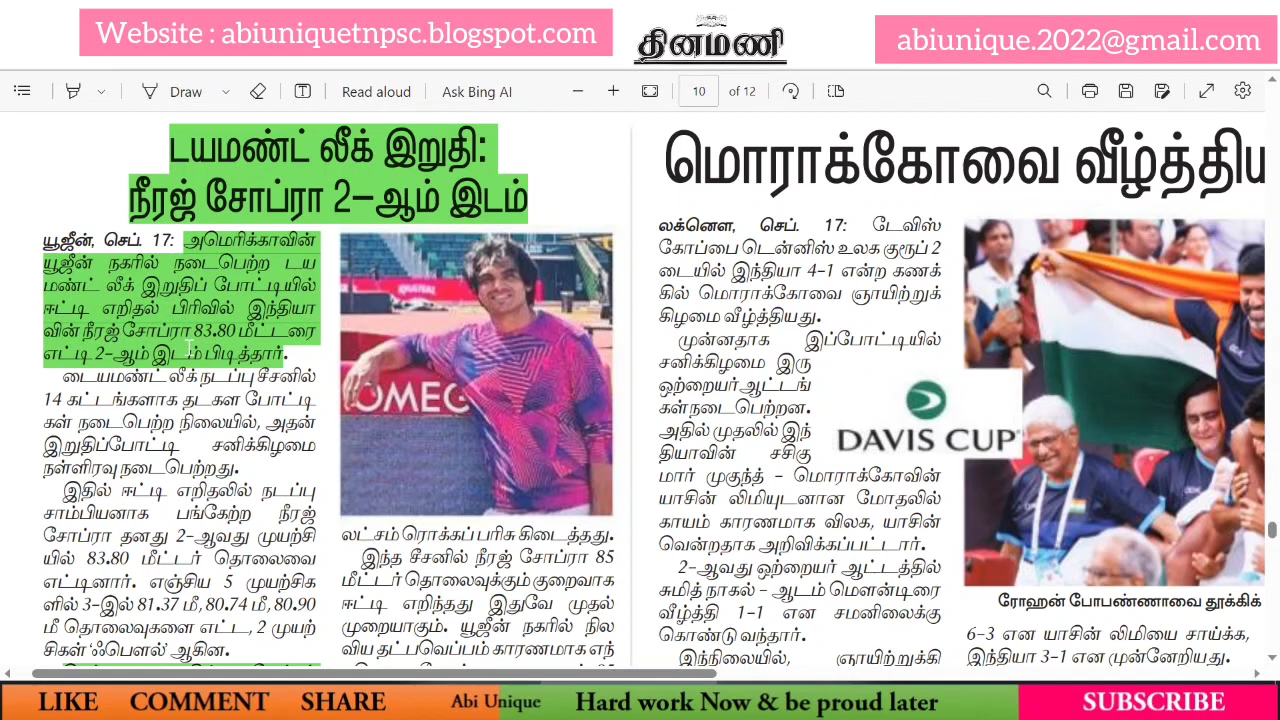 Website : abiuniquetnpsc.blogspot.com
தினமணி
abiunique.2022@gmail.com
Draw
Read aloud
Ask Bing AI
10
of 12
டயமண்ட் லீக் இறுதி:
நீரஜ் சோப்ரா 2-ஆம் இடம்
யூஜீன், செப். 17: அமெரிக்காவின்
யூஜீன் நகரில் நடைபெற்ற டய
மண்ட் லீக் இறுதிப் போட்டியில்
ஈட்டி எறிதல் பிரிவில் இந்தியா
வின் நீரஜ் சோப்ரா 83.80 மீட்டரை
எட்டி 2-ஆம் இடம் பிடித்தார்.
டையமண்ட் லீக் நடப்பு சீசனில்
14 கட்டங்களாக தடகள போட்டி
கள் நடைபெற்ற நிலையில், அதன்
இறுதிப்போட்டி சனிக்கிழமை
நள்ளிரவு நடைபெற்றது.
இதில் ஈட்டி எறிதலில் நடப்பு
சாம்பியனாக பங்கேற்ற நீரஜ்
சோப்ரா தனது 2-ஆவது முயற்சி
யில் 83.80 மீட்டர் தொலைவை
எட்டினார். எஞ்சிய 5 முயற்சிக
ளில் 3-இல் 81.37 மீ, 80.74 மீ, 80.90
மீ தொலைவுகளை எட்ட, 2 முயற்
சிகள் 'ஃபௌல்' ஆகின.
OMEG
லட்சம் ரொக்கப் பரிசு கிடைத்தது.
இந்த சீசனில் நீரஜ் சோப்ரா 85
மீட்டர் தொலைவுக்கும் குறைவாக
ஈட்டி எறிந்தது இதுவே முதல்
முறையாகும். யூஜீன் நகரில் நில
விய தட்பவெப்பம் காரணமாக எந்
மொராக்கோவை வீழ்த்திய
லக்னௌ, செப். 17: டேவிஸ்
கோப்பை டென்னிஸ் உலக குரூப் 2
டையில் இந்தியா 4-1 என்ற கணக்
கில் மொராக்கோவை ஞாயிற்றுக்
கிழமை வீழ்த்தியது.
முன்னதாக இப்போட்டியில்
சனிக்கிழமை இரு
ஒற்றையர் ஆட்டங்
கள் நடைபெற்றன.
அதில் முதலில் இந்
தியாவின் சசிகு
மார் முகுந்த் - மொராக்கோவின்
யாசின் லிமியுடனான மோதலில்
காயம் காரணமாக விலக, யாசின்
வென்றதாக அறிவிக்கப்பட்டார்.
2-ஆவது ஒற்றையர் ஆட்டத்தில்
சுமித் நாகல் - ஆடம் மௌன்டிரை
வீழ்த்தி 1-1 என சமனிலைக்கு
கொண்டு வந்தார்.
இந்நிலையில், ஞாயிற்றுக்கி
DAVIS CUP
ரோஹன் போபண்ணாவை தூக்கிக்
6-3 என யாசின் லிமியை சாய்க்க,
இந்தியா 3-1 என முன்னேறியது.
LIKE COMMENT SHARE
Abi Unique
Hard work Now & be proud later
SUBSCRIBE